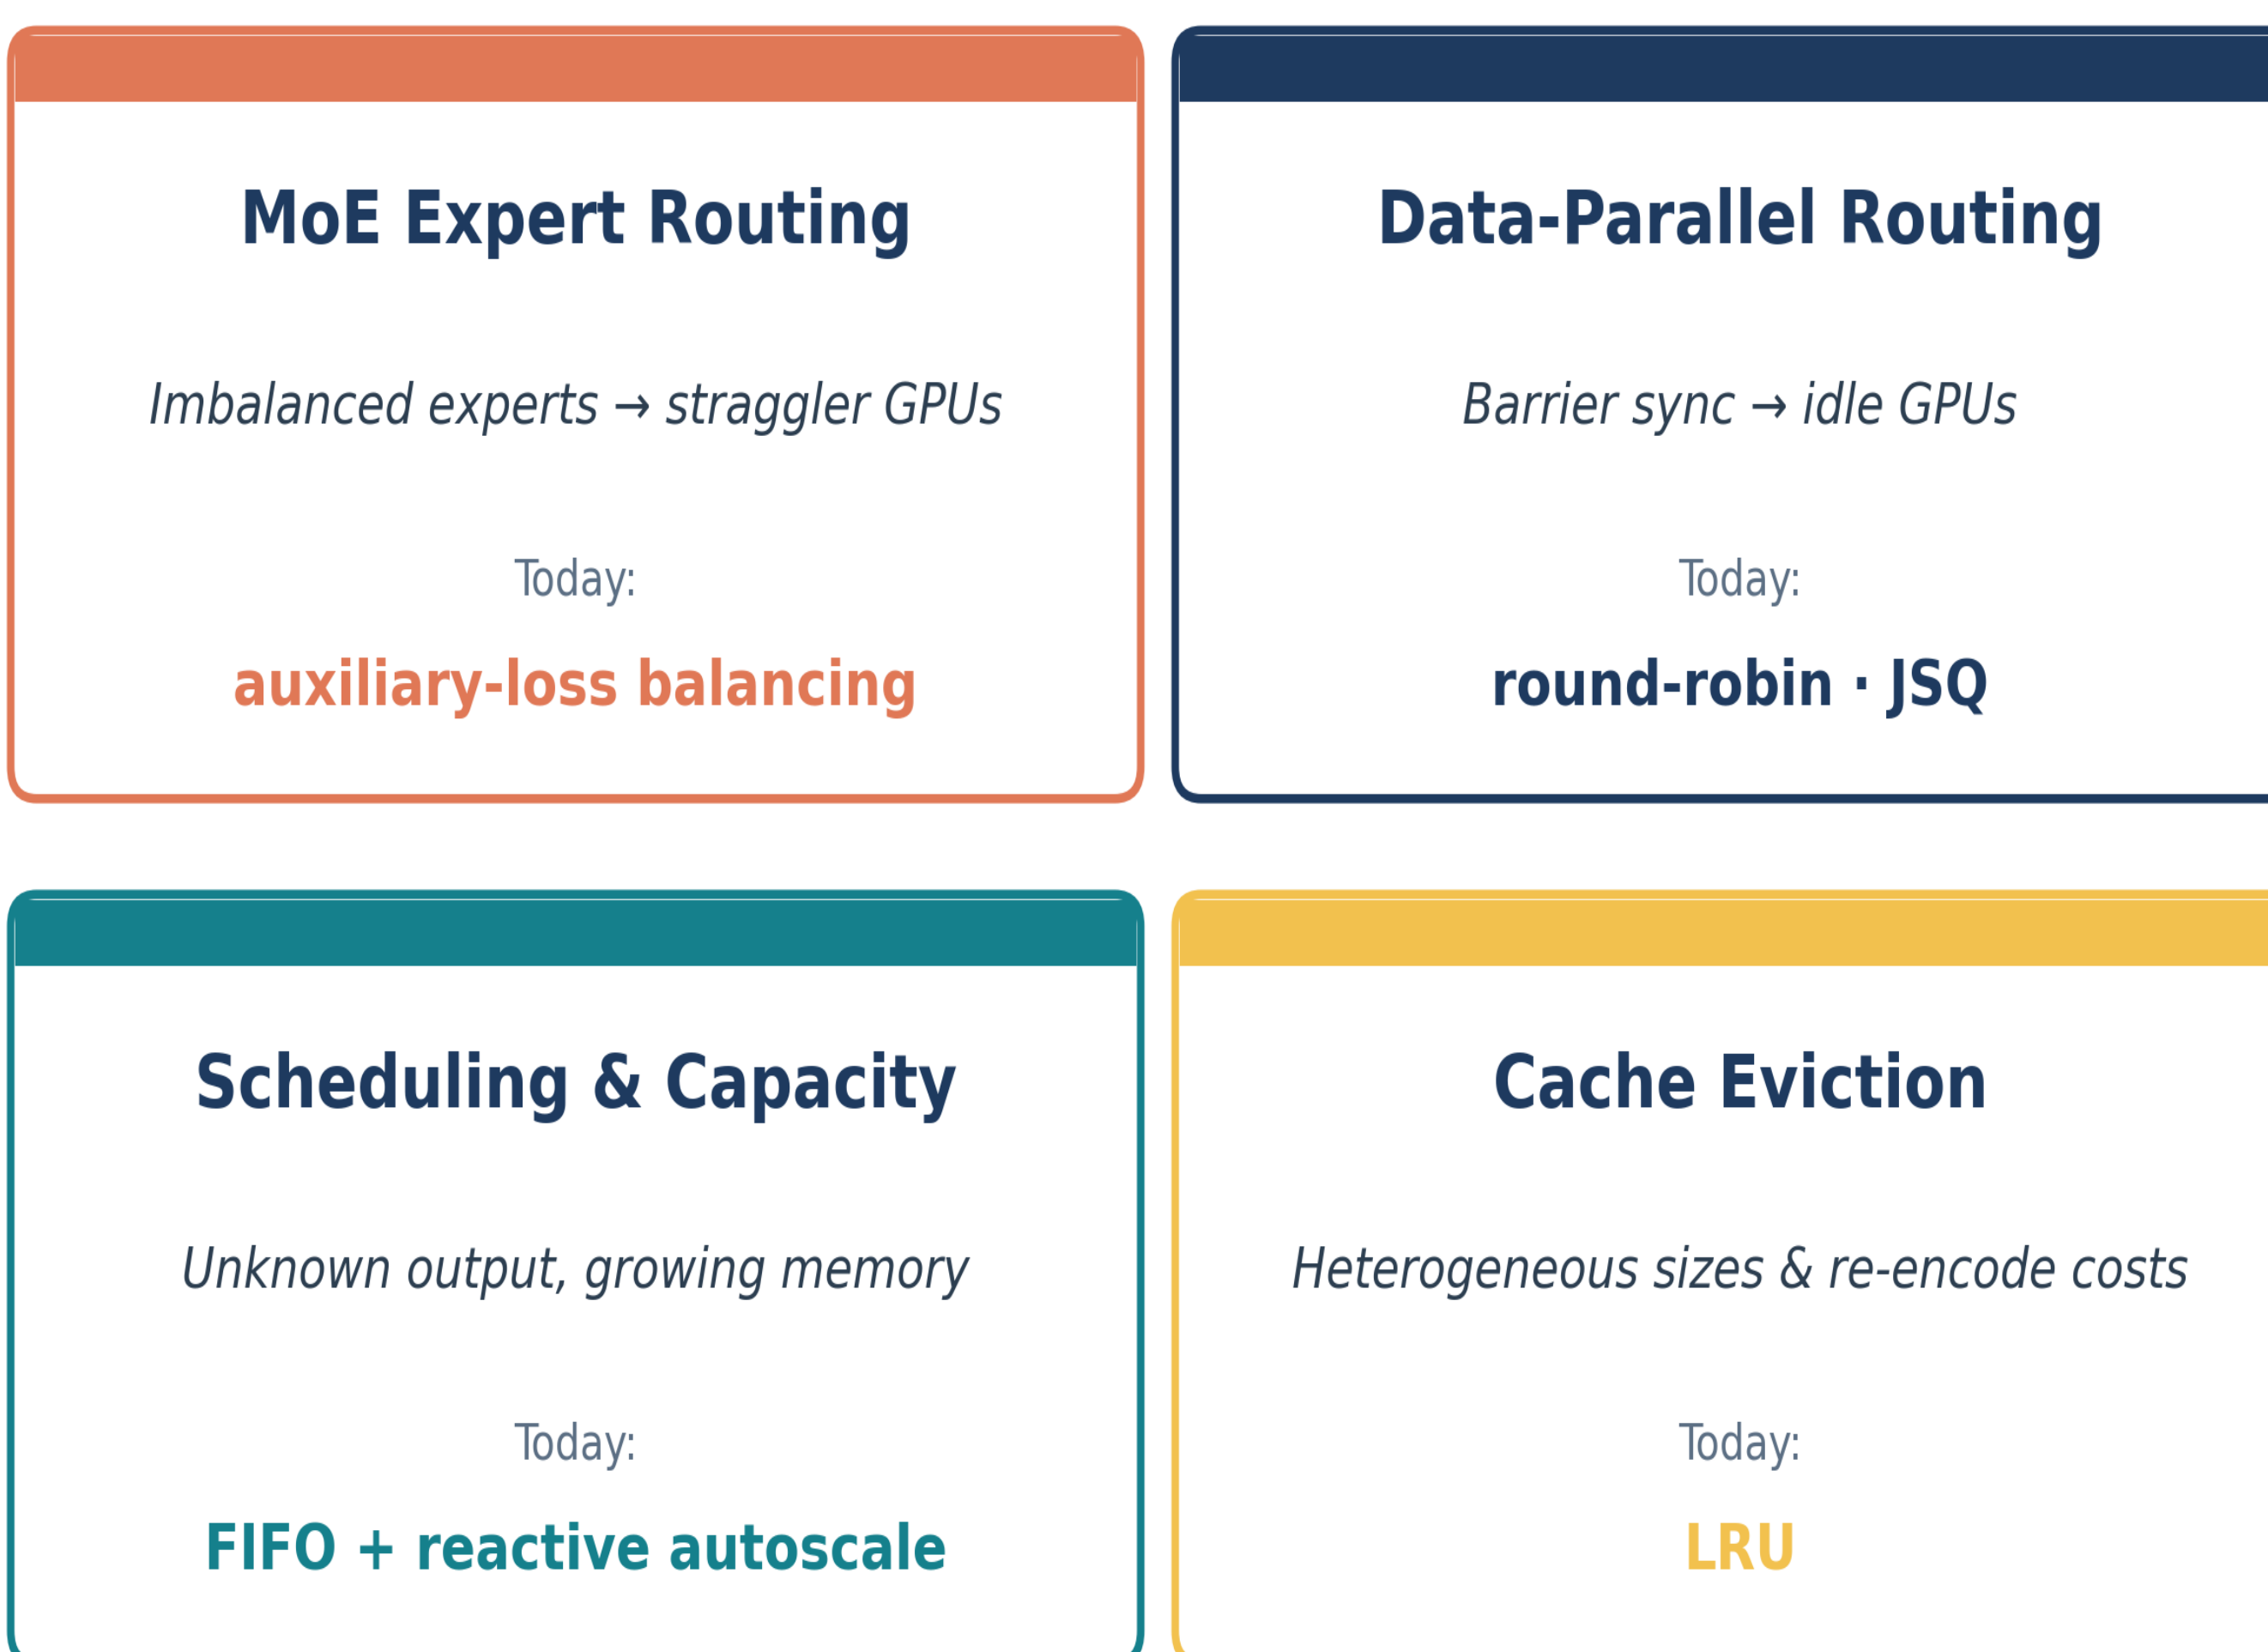 MoE Expert Routing
Imbalanced experts → straggler GPUs
Today:
auxiliary-loss balancing
Data-Parallel Routing
Barrier sync → idle GPUs
Today:
round-robin · JSQ
Scheduling & Capacity
Unknown output, growing memory
Today:
FIFO + reactive autoscale
Cache Eviction
Heterogeneous sizes & re-encode costs
Today:
LRU